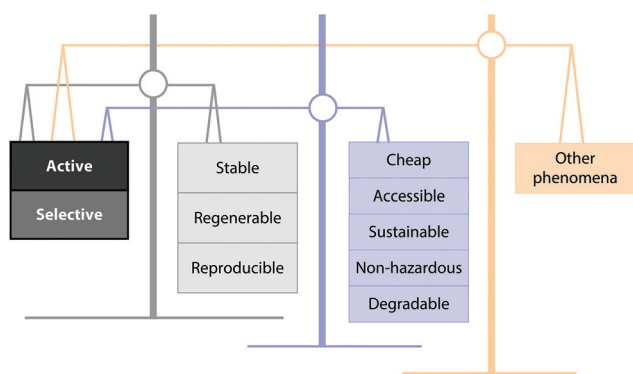 Active
Selective
Stable
Regenerable
Reproducible
Cheap
Accessible
Sustainable
Non-hazardous
Degradable
Other
phenomena